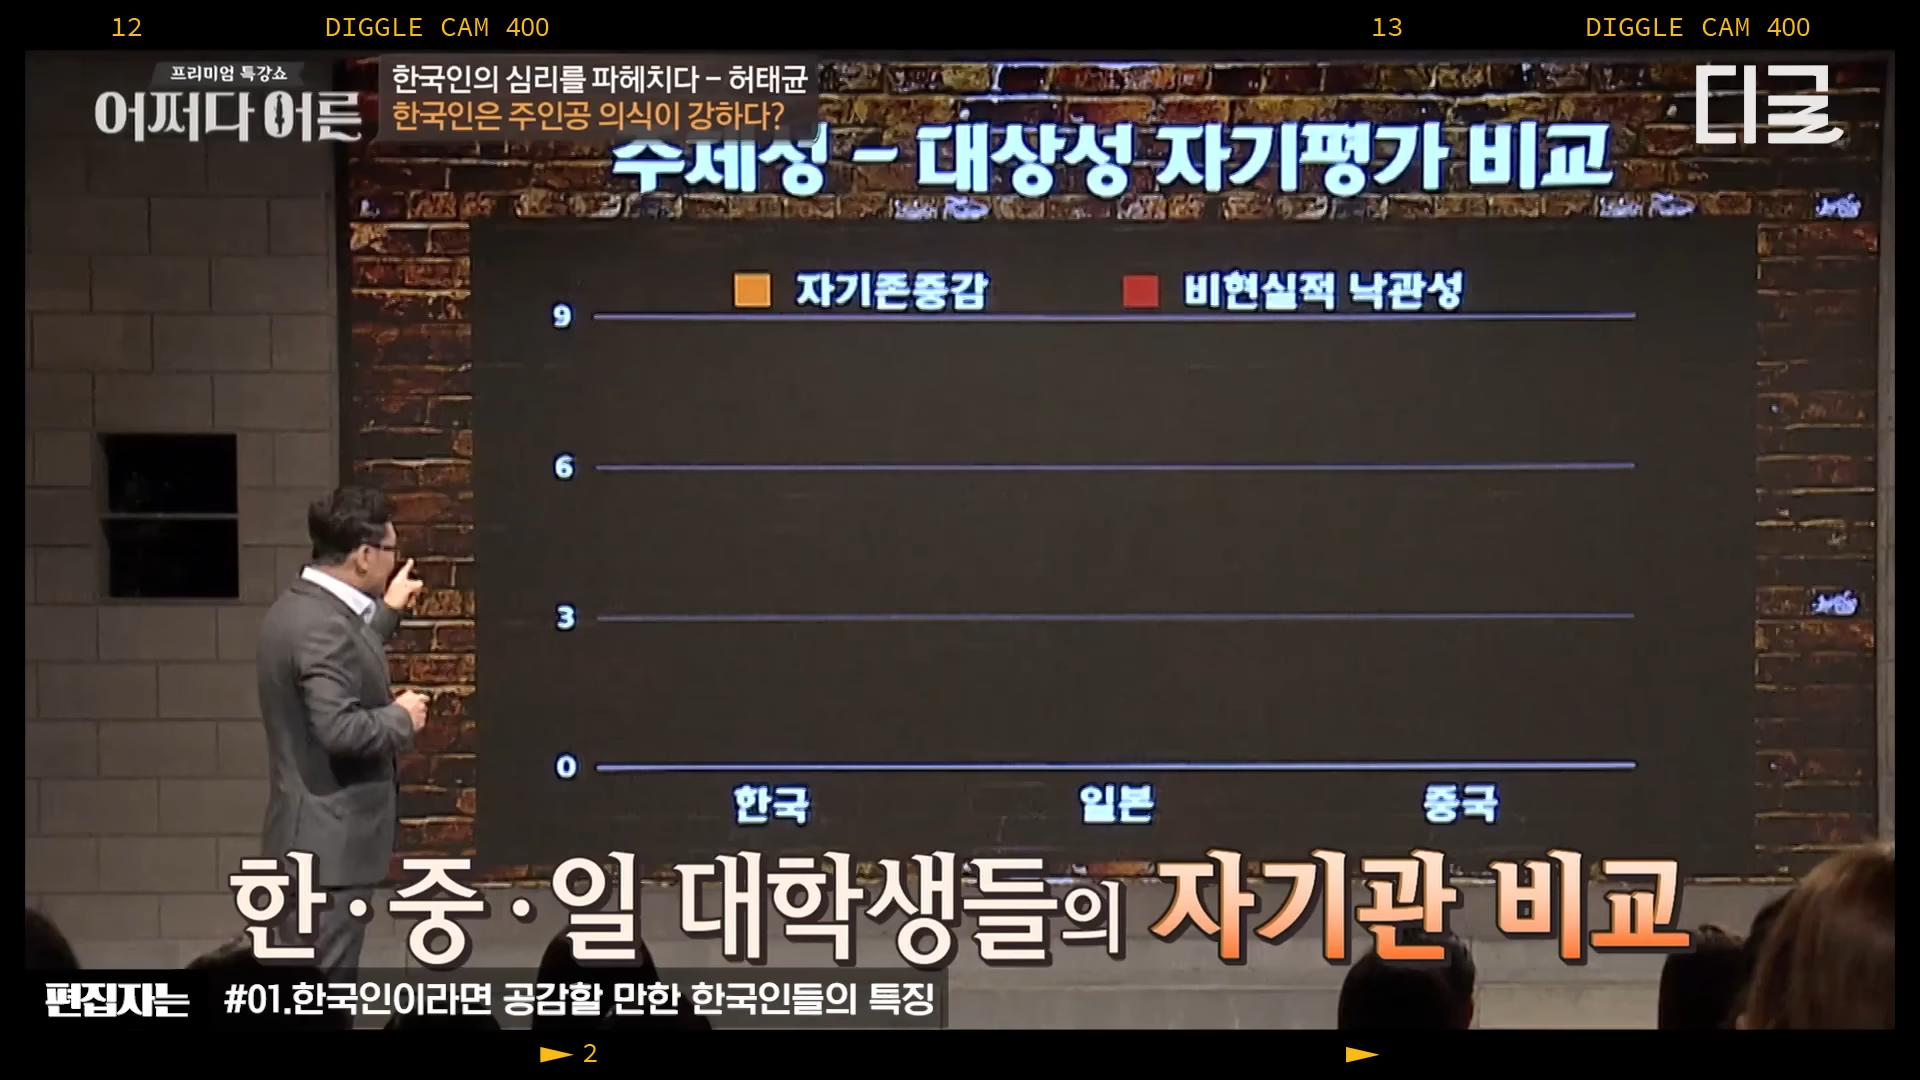 12 DIGGLE CAM 400 13 DIGGLE CAM 400
프리미엄 특강쇼
어쩌다 어른
한국인의 심리를 파헤치다 – 허태균
한국인은 주인공 의식이 강하다?
디글
주체성 – 대상성 자기평가 비교
자기존중감 비현실적 낙관성
9
6
3
0
한국 일본 중국
한·중·일 대학생들의 자기관 비교
편집자는 #01.한국인이라면 공감할 만한 한국인들의 특징
2